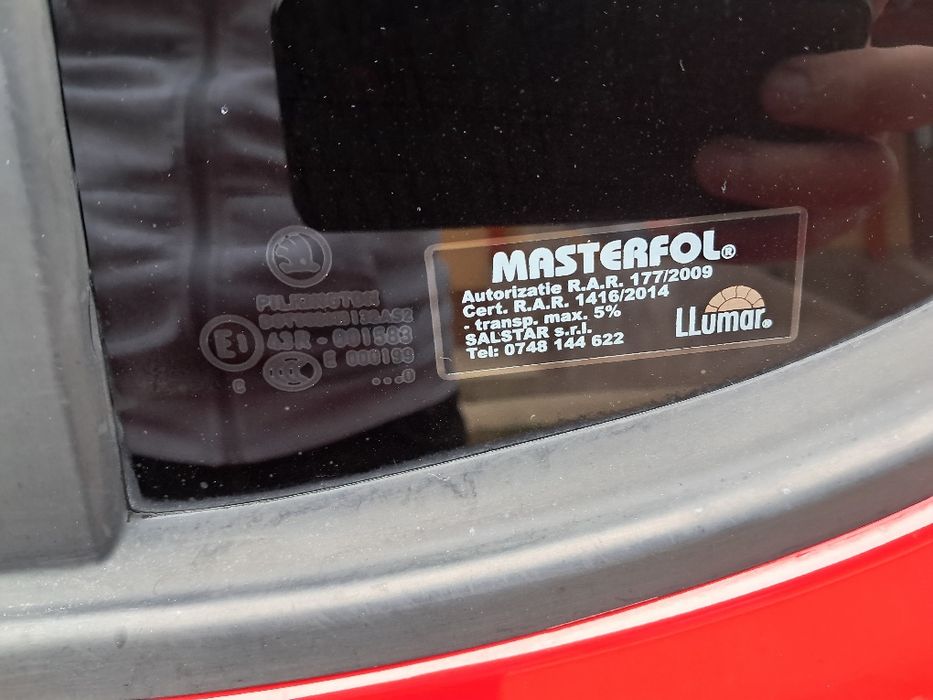 MASTERFOL®
Autorizatie R.A.R. 177/2009
Cert. R.A.R. 1416/2014
- transp. max. 5%
SALSTAR s.r.l.
Tel: 0748 144 622
LLumar®
PILKINGTON
E1 43R - 001583
E 000199